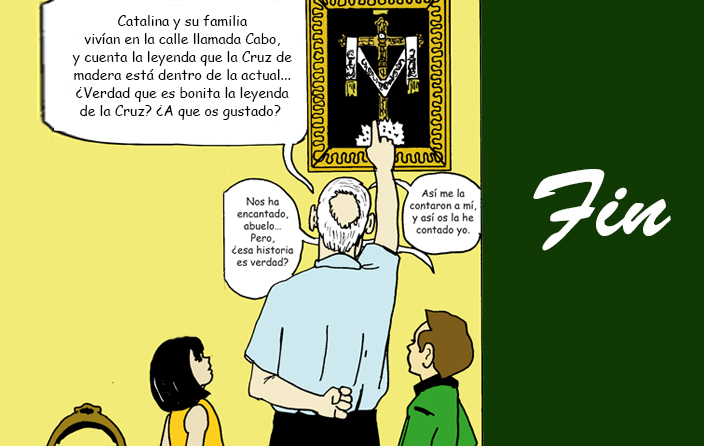 Catalina y su familia
vivían en la calle llamada Cabo,
y cuenta la leyenda que la Cruz de
madera está dentro de la actual...
¿Verdad que es bonita la leyenda
de la Cruz? ¿A que os gustado?
Nos ha
encantado,
abuelo...
Pero,
¿esa historia
es verdad?
Así me la
contaron a mí,
y así os la he
contado yo.
Fin